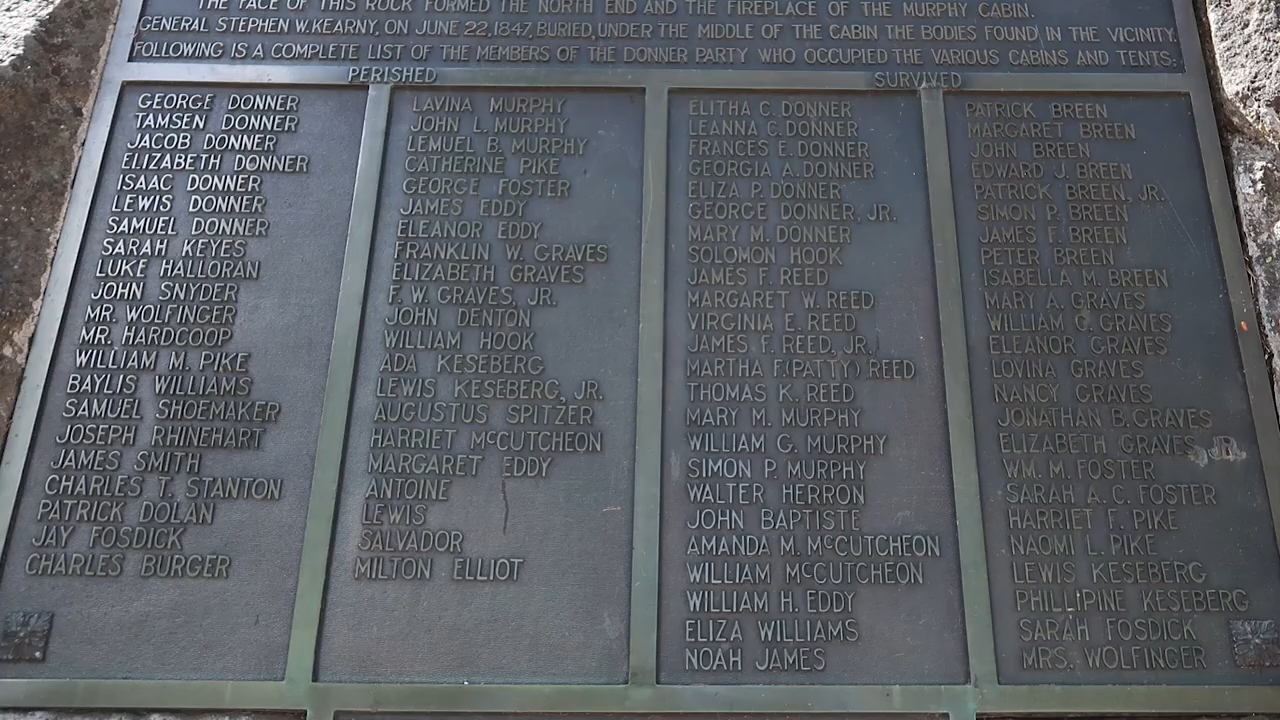 THE FACE OF THIS ROCK FORMED THE NORTH END AND THE FIREPLACE OF THE MURPHY CABIN.
GENERAL STEPHEN W. KEARNY, ON JUNE 22, 1847, BURIED, UNDER THE MIDDLE OF THE CABIN THE BODIES FOUND IN THE VICINITY.
FOLLOWING IS A COMPLETE LIST OF THE MEMBERS OF THE DONNER PARTY WHO OCCUPIED THE VARIOUS CABINS AND TENTS:
PERISHED
GEORGE DONNER
TAMSEN DONNER
JACOB DONNER
ELIZABETH DONNER
ISAAC DONNER
LEWIS DONNER
SAMUEL DONNER
SARAH KEYES
LUKE HALLORAN
JOHN SNYDER
MR. WOLFINGER
MR. HARDCOOP
WILLIAM M. PIKE
BAYLIS WILLIAMS
SAMUEL SHOEMAKER
JOSEPH RHINEHART
JAMES SMITH
CHARLES T. STANTON
PATRICK DOLAN
JAY FOSDICK
CHARLES BURGER
LAVINA MURPHY
JOHN L. MURPHY
LEMUEL B. MURPHY
CATHERINE PIKE
GEORGE FOSTER
JAMES EDDY
ELEANOR EDDY
FRANKLIN W. GRAVES
ELIZABETH GRAVES
F. W. GRAVES, JR.
JOHN DENTON
WILLIAM HOOK
ADA KESEBERG
LEWIS KESEBERG, JR.
AUGUSTUS SPITZER
HARRIET McCUTCHEON
MARGARET EDDY
ANTOINE
LEWIS
SALVADOR
MILTON ELLIOT
SURVIVED
ELITHA C. DONNER
LEANNA C. DONNER
FRANCES E. DONNER
GEORGIA A. DONNER
ELIZA P. DONNER
GEORGE DONNER, JR.
MARY M. DONNER
SOLOMON HOOK
JAMES F. REED
MARGARET W. REED
VIRGINIA E. REED
JAMES F. REED, JR.
MARTHA F. (PATTY) REED
THOMAS K. REED
MARY M. MURPHY
WILLIAM G. MURPHY
SIMON P. MURPHY
WALTER HERRON
JOHN BAPTISTE
AMANDA M. McCUTCHEON
WILLIAM McCUTCHEON
WILLIAM H. EDDY
ELIZA WILLIAMS
NOAH JAMES
PATRICK BREEN
MARGARET BREEN
JOHN BREEN
EDWARD J. BREEN
PATRICK BREEN, JR.
SIMON P. BREEN
JAMES F. BREEN
PETER BREEN
ISABELLA M. BREEN
MARY A. GRAVES
WILLIAM C. GRAVES
ELEANOR GRAVES
LOVINA GRAVES
NANCY GRAVES
JONATHAN B. GRAVES
ELIZABETH GRAVES, JR.
WM. M. FOSTER
SARAH A. C. FOSTER
HARRIET F. PIKE
NAOMI L. PIKE
LEWIS KESEBERG
PHILLIPINE KESEBERG
SARAH FOSDICK
MRS. WOLFINGER